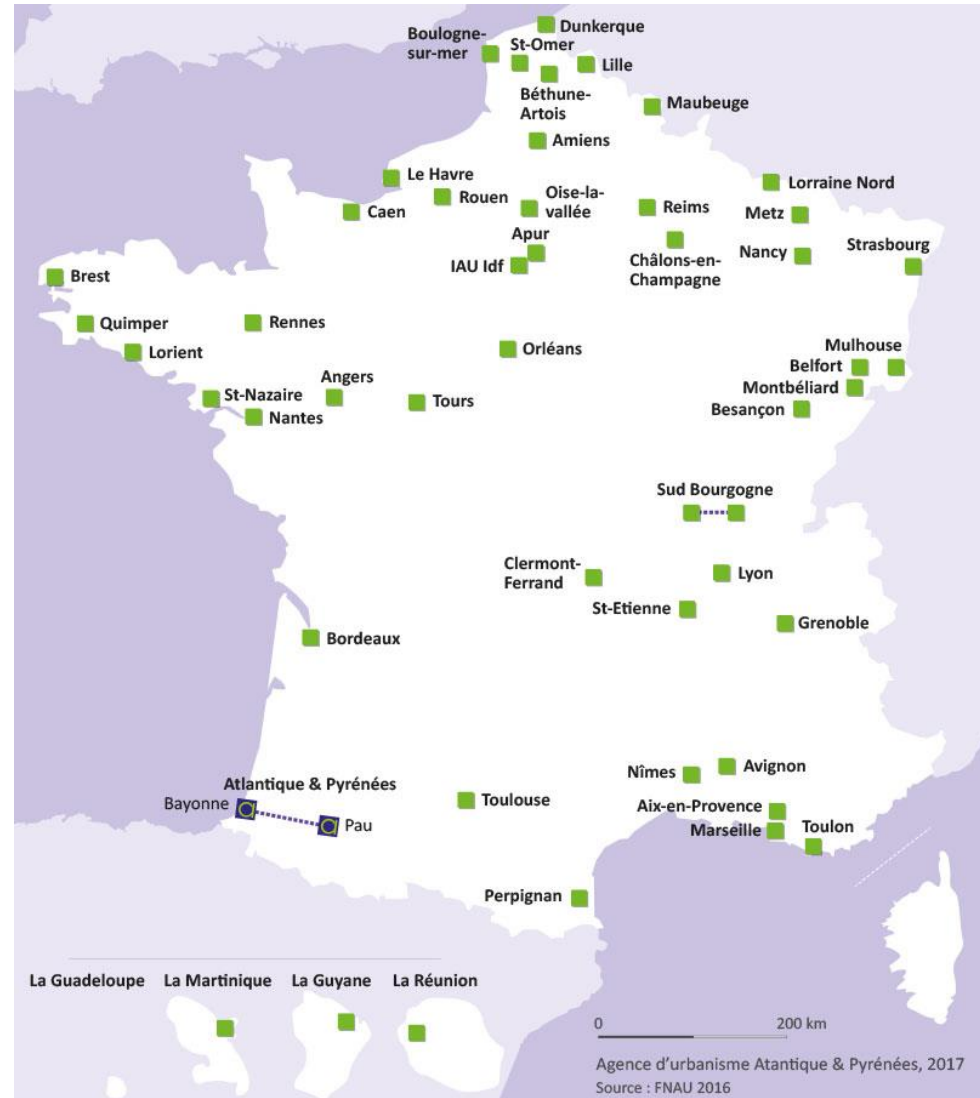 Dunkerque
Boulogne-
sur-mer
St-Omer
Lille
Béthune-
Artois
Maubeuge
Amiens
Le Havre
Rouen
Caen
Oise-la-
vallée
Reims
Lorraine Nord
Metz
Apur
IAU Idf
Châlons-en-
Champagne
Nancy
Strasbourg
Brest
Quimper
Rennes
Lorient
Orléans
Mulhouse
Belfort
Montbéliard
Besançon
Angers
St-Nazaire
Nantes
Tours
Sud Bourgogne
Clermont-
Ferrand
Lyon
St-Etienne
Grenoble
Bordeaux
Nîmes
Avignon
Atlantique & Pyrénées
Bayonne
Pau
Toulouse
Aix-en-Provence
Marseille
Toulon
Perpignan
La Guadeloupe
La Martinique
La Guyane
La Réunion
0
200 km
Agence d’urbanisme Atantique & Pyrénées, 2017
Source : FNAU 2016